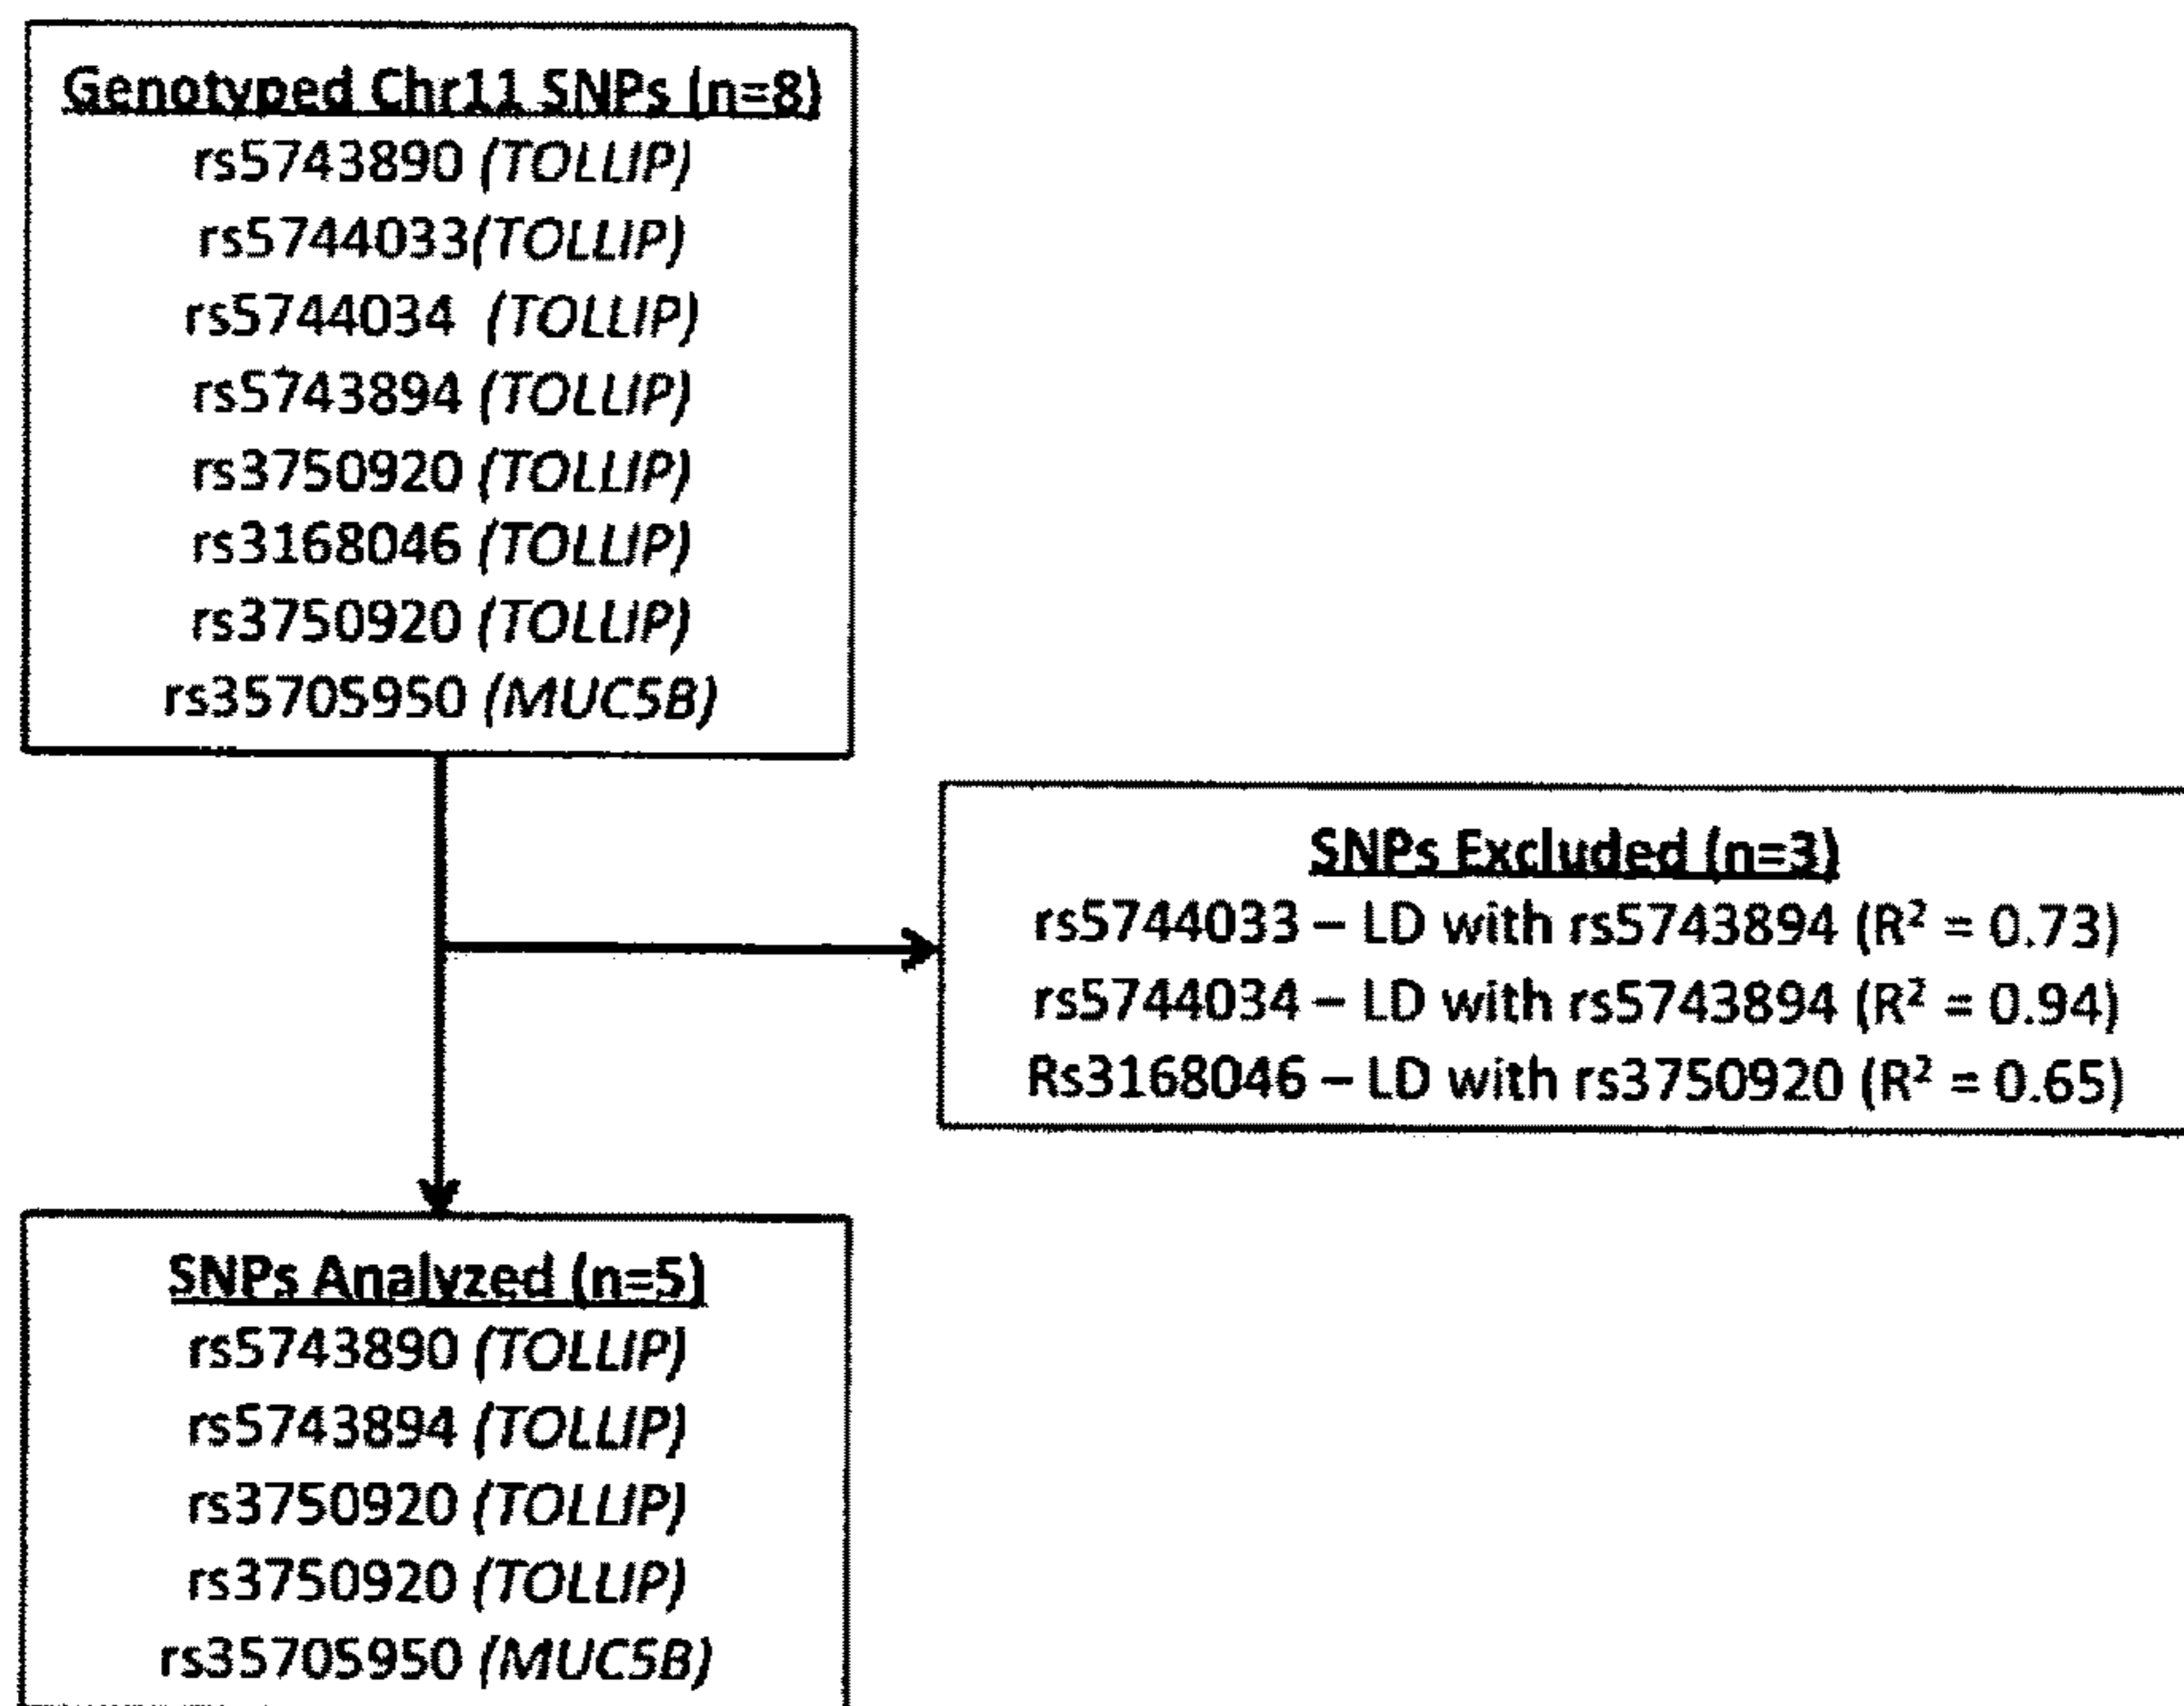 Genotyped Chr11 SNPs (n=8)
rs5743890 (TOLLIP)
rs5744033(TOLLIP)
rs5744034 (TOLLIP)
rs5743894 (TOLLIP)
rs3750920 (TOLLIP)
rs3168046 (TOLLIP)
rs3750920 (TOLLIP)
rs35705950 (MUC5B)
SNPs Excluded (n=3)
rs5744033 – LD with rs5743894 (R² = 0.73)
rs5744034 – LD with rs5743894 (R² = 0.94)
Rs3168046 – LD with rs3750920 (R² = 0.65)
SNPs Analyzed (n=5)
rs5743890 (TOLLIP)
rs5743894 (TOLLIP)
rs3750920 (TOLLIP)
rs3750920 (TOLLIP)
rs35705950 (MUC5B)